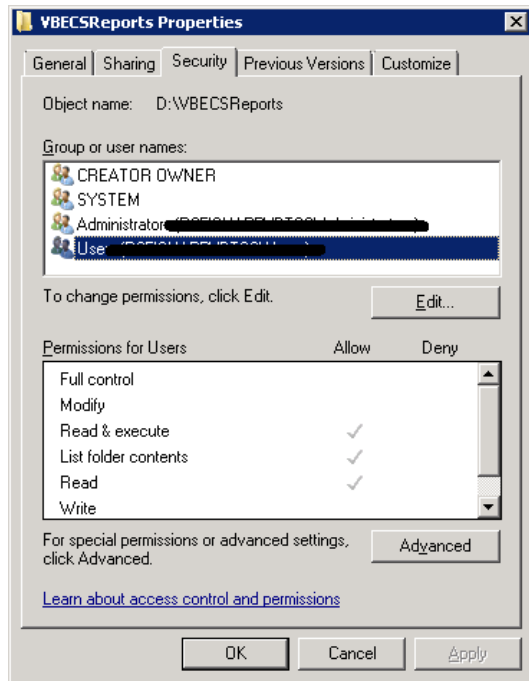 VBECSReports Properties
General Sharing Security Previous Versions Customize
Object name: D:\VBECSReports
Group or user names:
CREATOR OWNER
SYSTEM
Administrator
Use
To change permissions, click Edit.
Edit...
Permissions for Users Allow Deny
Full control
Modify
Read & execute
List folder contents
Read
Write
For special permissions or advanced settings,
click Advanced.
Advanced
Learn about access control and permissions
OK Cancel Apply